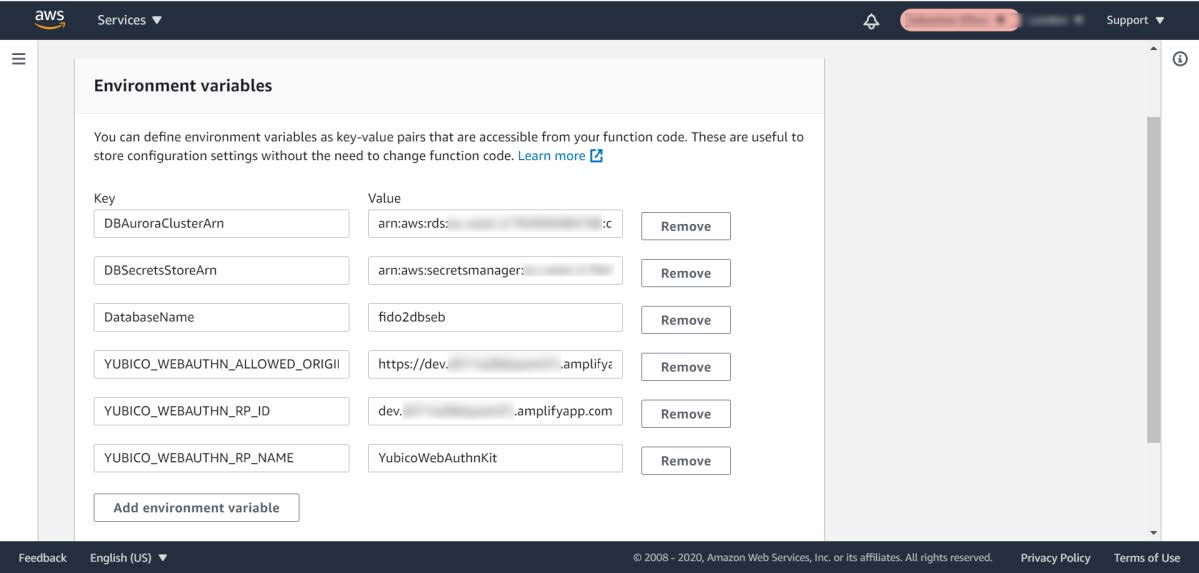 aws
Services
Support
Environment variables
You can define environment variables as key-value pairs that are accessible from your function code. These are useful to
store configuration settings without the need to change function code. Learn more
Key Value
DBAuroraClusterArn arn:aws:rds: :c Remove
DBSecretsStoreArn arn:aws:secretsmanager: Remove
DatabaseName fido2dbseb Remove
YUBICO_WEBAUTHN_ALLOWED_ORIGI https://dev. .amplifya Remove
YUBICO_WEBAUTHN_RP_ID dev. .amplifyapp.com Remove
YUBICO_WEBAUTHN_RP_NAME YubicoWebAuthnKit Remove
Add environment variable
Feedback English (US) © 2008 - 2020, Amazon Web Services, Inc. or its affiliates. All rights reserved. Privacy Policy Terms of Use